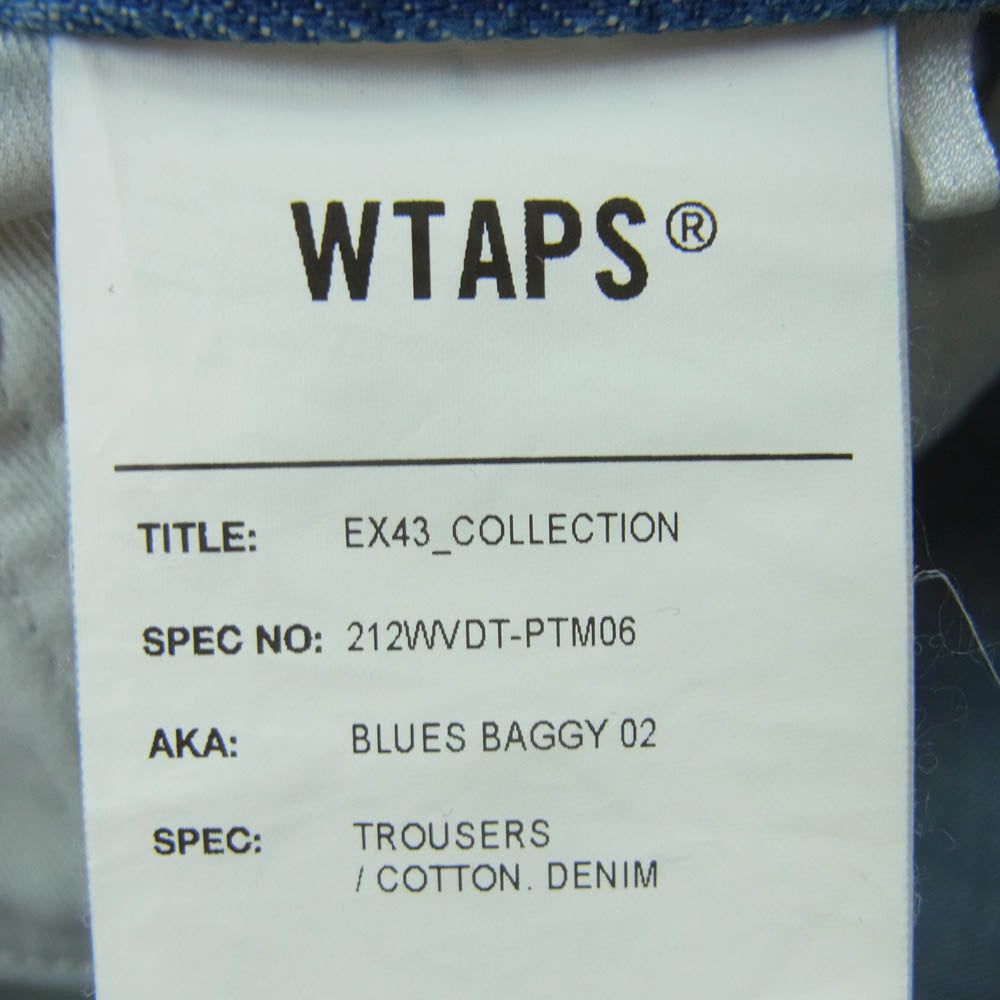 WTAPS®
TITLE: EX43_COLLECTION
SPEC NO: 212WVDT-PTM06
AKA: BLUES BAGGY 02
SPEC: TROUSERS
/ COTTON. DENIM